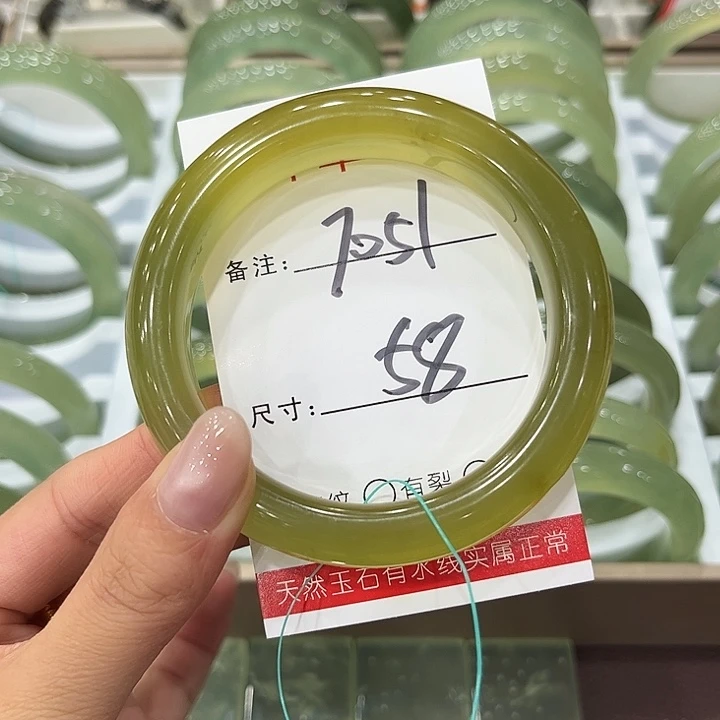 备注: 7051
尺寸: 58
纹 有裂
天然玉石有水线实属正常